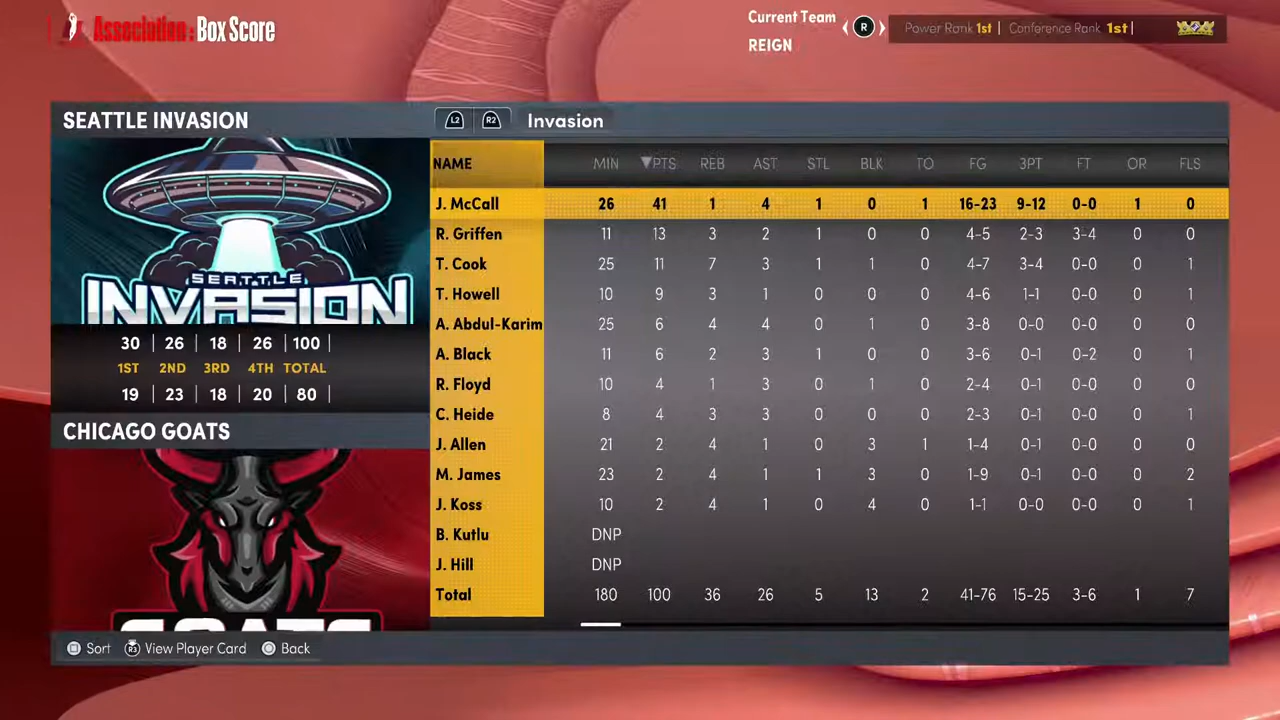 Association: Box Score
Current Team
REIGN
R
Power Rank 1st | Conference Rank 1st |
SEATTLE INVASION
SEATTLE
INVASION
30 | 26 | 18 | 26 | 100 |
1ST 2ND 3RD 4TH TOTAL
19 | 23 | 18 | 20 | 80 |
CHICAGO GOATS
GOATS
L2 R2 Invasion
NAME MIN ▼PTS REB AST STL BLK TO FG 3PT FT OR FLS
J. McCall 26 41 1 4 1 0 1 16-23 9-12 0-0 1 0
R. Griffen 11 13 3 2 1 0 0 4-5 2-3 3-4 0 0
T. Cook 25 11 7 3 1 1 0 4-7 3-4 0-0 0 1
T. Howell 10 9 3 1 0 0 0 4-6 1-1 0-0 0 1
A. Abdul-Karim 25 6 4 4 0 1 0 3-8 0-0 0-0 0 0
A. Black 11 6 2 3 1 0 0 3-6 0-1 0-2 0 1
R. Floyd 10 4 1 3 0 1 0 2-4 0-1 0-0 0 0
C. Heide 8 4 3 3 0 0 0 2-3 0-1 0-0 0 1
J. Allen 21 2 4 1 0 3 1 1-4 0-1 0-0 0 0
M. James 23 2 4 1 1 3 0 1-9 0-1 0-0 0 2
J. Koss 10 2 4 1 0 4 0 1-1 0-0 0-0 0 1
B. Kutlu DNP
J. Hill DNP
Total 180 100 36 26 5 13 2 41-76 15-25 3-6 1 7
Sort R3 View Player Card Back